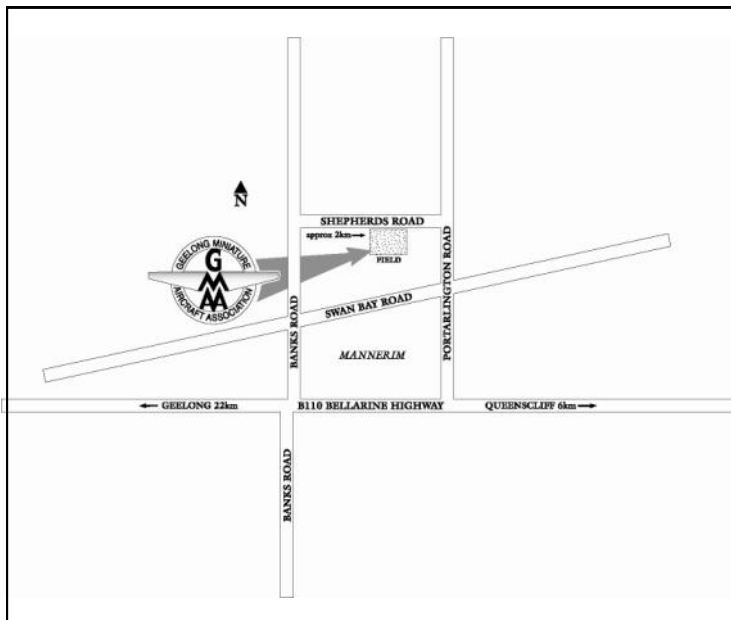 N
SHEPHERDS ROAD
approx 2km
FIELD
GEELONG MINIATURE
G
M
AA
AIRCRAFT ASSOCIATION
BANKS ROAD
SWAN BAY ROAD
PORTARLINGTON ROAD
MANNERIM
GEELONG 22km
B110 BELLARINE HIGHWAY
QUEENSCLIFF 6km
BANKS ROAD